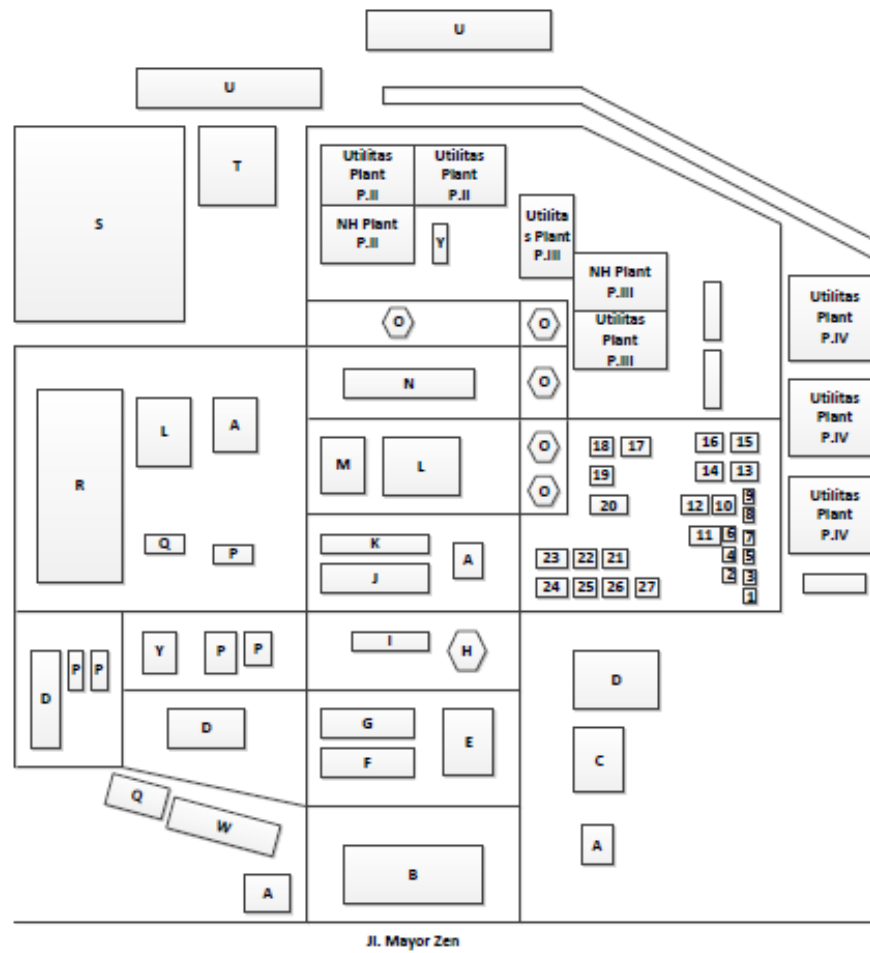 U
U
T
S
Utilitas
Plant
P.II
Utilitas
Plant
P.II
NH Plant
P.II
Y
Utilita
s Plant
P.III
NH Plant
P.III
Utilitas
Plant
P.III
Utilitas
Plant
P.IV
Utilitas
Plant
P.IV
Utilitas
Plant
P.IV
O
O
N
O
L
A
R
M
L
O
O
18
17
16
15
19
14
13
20
12
10
9
8
11
6
7
4
5
2
3
1
Q
P
K
J
A
23
22
21
24
25
26
27
D
P
P
Y
P
P
I
H
D
D
G
F
E
C
Q
W
A
A
B
Jl. Mayor Zen